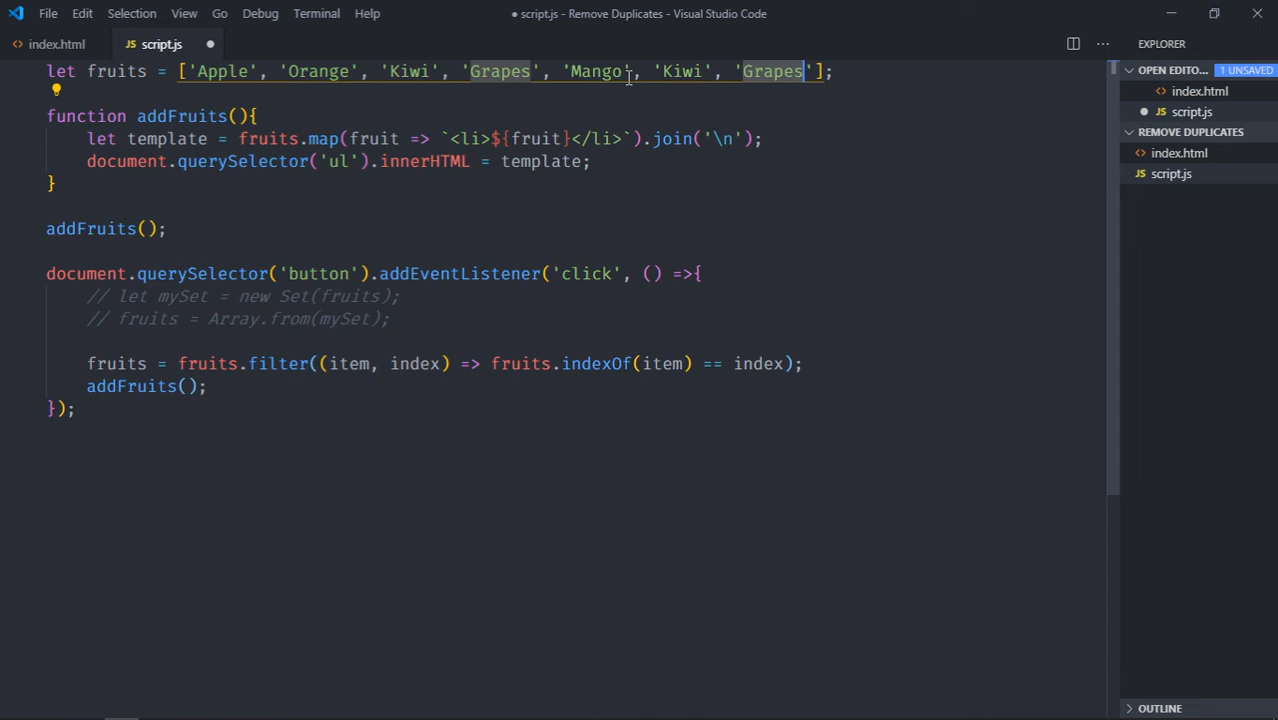 File Edit Selection View Go Debug Terminal Help ● script.js - Remove Duplicates - Visual Studio Code
<> index.html JS script.js ● ··· EXPLORER
let fruits = ['Apple', 'Orange', 'Kiwi', 'Grapes', 'Mango', 'Kiwi', 'Grapes'];
OPEN EDITO... 1 UNSAVED
<> index.html
function addFruits(){
● JS script.js
let template = fruits.map(fruit => `<li>${fruit}</li>`).join('\n');
REMOVE DUPLICATES
<> index.html
document.querySelector('ul').innerHTML = template;
JS script.js
}
addFruits();
document.querySelector('button').addEventListener('click', () =>{
// let mySet = new Set(fruits);
// fruits = Array.from(mySet);
fruits = fruits.filter((item, index) => fruits.indexOf(item) == index);
addFruits();
});
OUTLINE